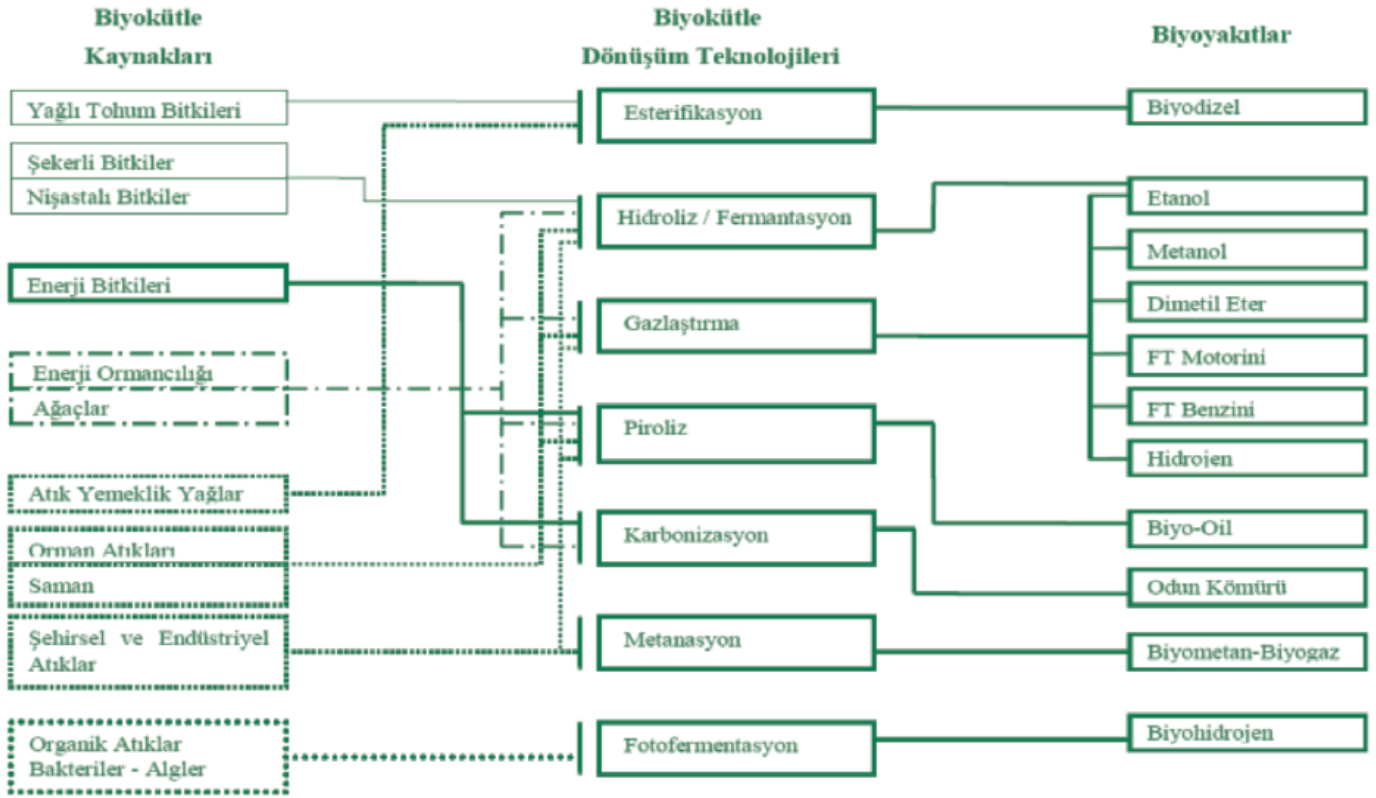 Biyokütle
Kaynakları
Biyokütle
Dönüşüm Teknolojileri
Biyoyakıtlar
Yağlı Tohum Bitkileri
Şekerli Bitkiler
Nişastalı Bitkiler
Enerji Bitkileri
Enerji Ormancılığı
Ağaçlar
Atık Yemeklik Yağlar
Orman Atıkları
Saman
Şehirsel ve Endüstriyel
Atıklar
Organik Atıklar
Bakteriler - Algler
Esterifikasyon
Hidroliz / Fermantasyon
Gazlaştırma
Piroliz
Karbonizasyon
Metanasyon
Fotofermentasyon
Biyodizel
Etanol
Metanol
Dimetil Eter
FT Motorini
FT Benzini
Hidrojen
Biyo-Oil
Odun Kömürü
Biyometan-Biyogaz
Biyohidrojen